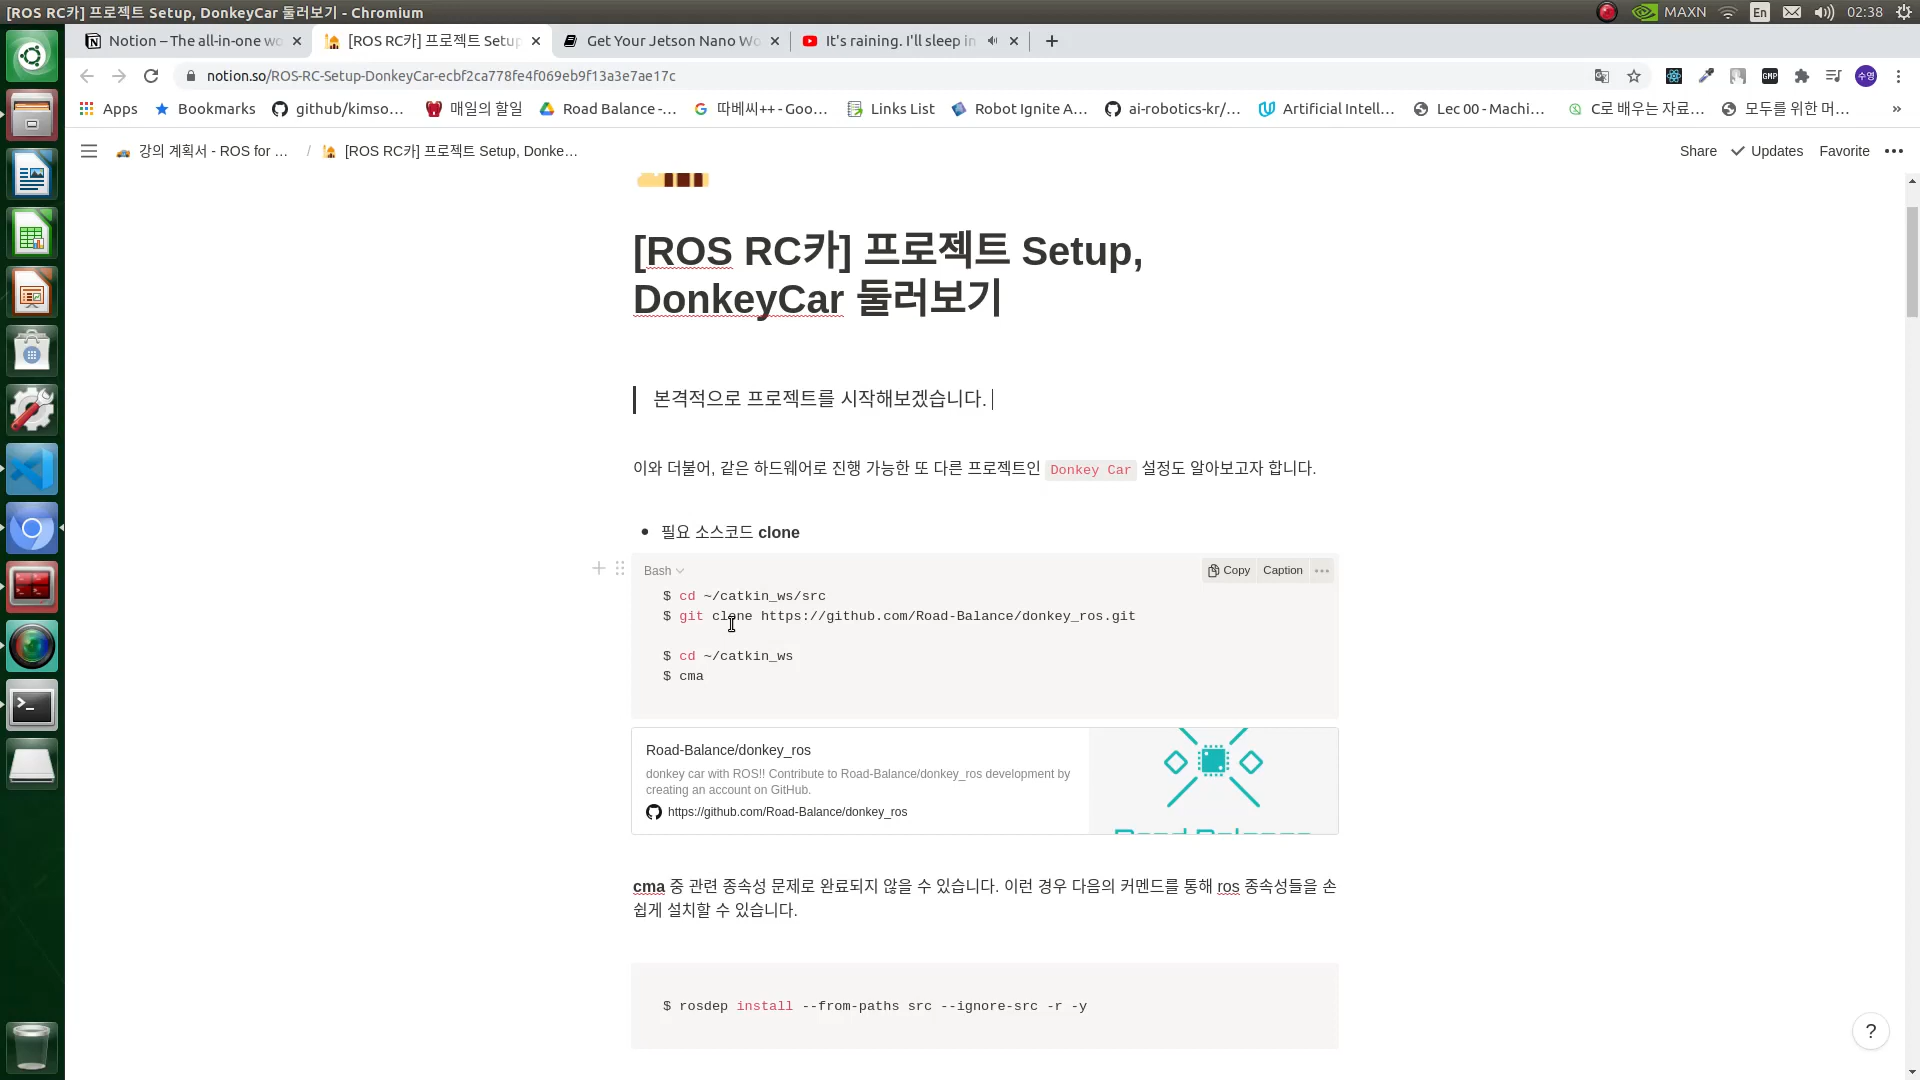 [ROS RC카] 프로젝트 Setup, DonkeyCar 둘러보기 - Chromium
MAXN
En
02:38
Notion – The all-in-one wo
[ROS RC카] 프로젝트 Setup
Get Your Jetson Nano Wo
It's raining. I'll sleep in
notion.so/ROS-RC-Setup-DonkeyCar-ecbf2ca778fe4f069eb9f13a3e7ae17c
GMP
수영
Apps
Bookmarks
github/kimso...
매일의 할일
Road Balance -...
따베씨++ - Goo...
Links List
Robot Ignite A...
ai-robotics-kr/...
Artificial Intell...
Lec 00 - Machi...
C로 배우는 자료...
모두를 위한 머...
»
강의 계획서 - ROS for ...
/
[ROS RC카] 프로젝트 Setup, Donke...
Share
Updates
Favorite
[ROS RC카] 프로젝트 Setup,
DonkeyCar 둘러보기
본격적으로 프로젝트를 시작해보겠습니다.
이와 더불어, 같은 하드웨어로 진행 가능한 또 다른 프로젝트인 Donkey Car 설정도 알아보고자 합니다.
• 필요 소스코드 clone
Bash
Copy
Caption
$ cd ~/catkin_ws/src
$ git clone https://github.com/Road-Balance/donkey_ros.git
$ cd ~/catkin_ws
$ cma
Road-Balance/donkey_ros
donkey car with ROS!! Contribute to Road-Balance/donkey_ros development by
creating an account on GitHub.
https://github.com/Road-Balance/donkey_ros
cma 중 관련 종속성 문제로 완료되지 않을 수 있습니다. 이런 경우 다음의 커멘드를 통해 ros 종속성들을 손
쉽게 설치할 수 있습니다.
$ rosdep install --from-paths src --ignore-src -r -y
?